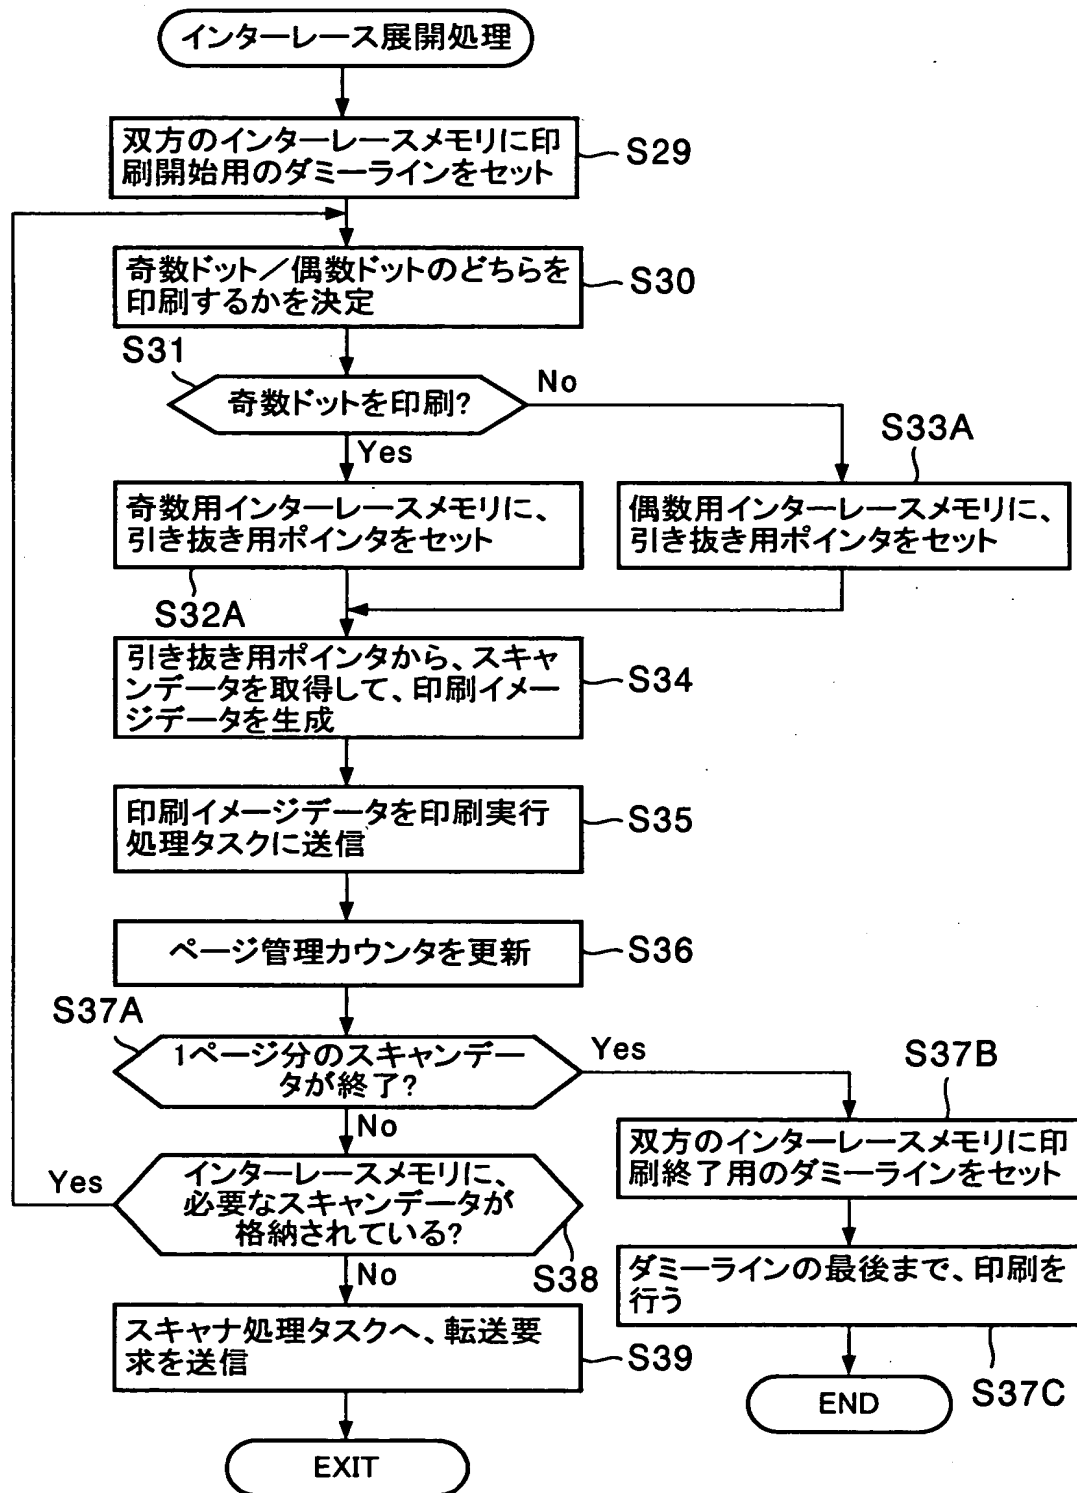 インターレース展開処理
双方のインターレースメモリに印
刷開始用のダミーラインをセット
S29
奇数ドット／偶数ドットのどちらを
印刷するかを決定
S30
S31
奇数ドットを印刷?
No
Yes
S33A
奇数用インターレースメモリに、
引き抜き用ポインタをセット
S32A
偶数用インターレースメモリに、
引き抜き用ポインタをセット
引き抜き用ポインタから、スキャ
ンデータを取得して、印刷イメー
ジデータを生成
S34
印刷イメージデータを印刷実行
処理タスクに送信
S35
ページ管理カウンタを更新
S36
S37A
1ページ分のスキャンデー
タが終了?
Yes
No
S37B
双方のインターレースメモリに印
刷終了用のダミーラインをセット
Yes
インターレースメモリに、
必要なスキャンデータが
格納されている?
S38
No
ダミーラインの最後まで、印刷を
行う
S37C
スキャナ処理タスクへ、転送要
求を送信
S39
END
EXIT